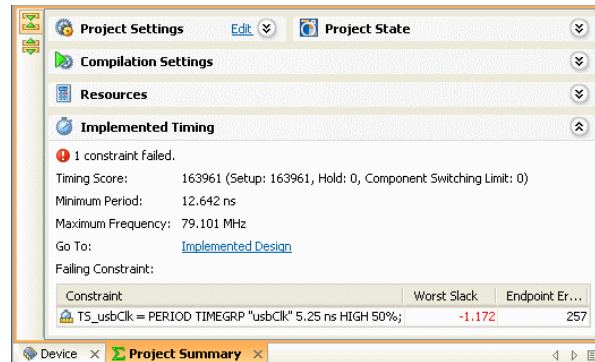 Project Settings Edit Project State
Compilation Settings
Resources
Implemented Timing
1 constraint failed.
Timing Score: 163961 (Setup: 163961, Hold: 0, Component Switching Limit: 0)
Minimum Period: 12.642 ns
Maximum Frequency: 79.101 MHz
Go To: Implemented Design
Failing Constraint:
Constraint Worst Slack Endpoint Er...
TS_usbClk = PERIOD TIMEGRP "usbClk" 5.25 ns HIGH 50%; -1.172 257
Device Project Summary